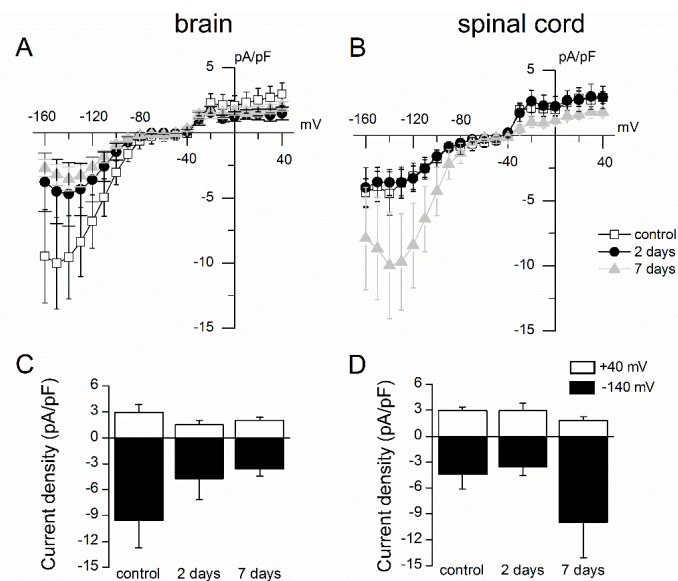 brain
spinal cord
A
pA/pF
5
-160 -120 -80 -40 40
mV
-5
-10
-15
B
pA/pF
5
-160 -120 -80 -40 40
mV
-5
-10
-15
control
2 days
7 days
C
Current density (pA/pF)
6
3
0
-3
-6
-9
-12
-15
control 2 days 7 days
D
+40 mV
-140 mV
Current density (pA/pF)
6
3
0
-3
-6
-9
-12
-15
control 2 days 7 days